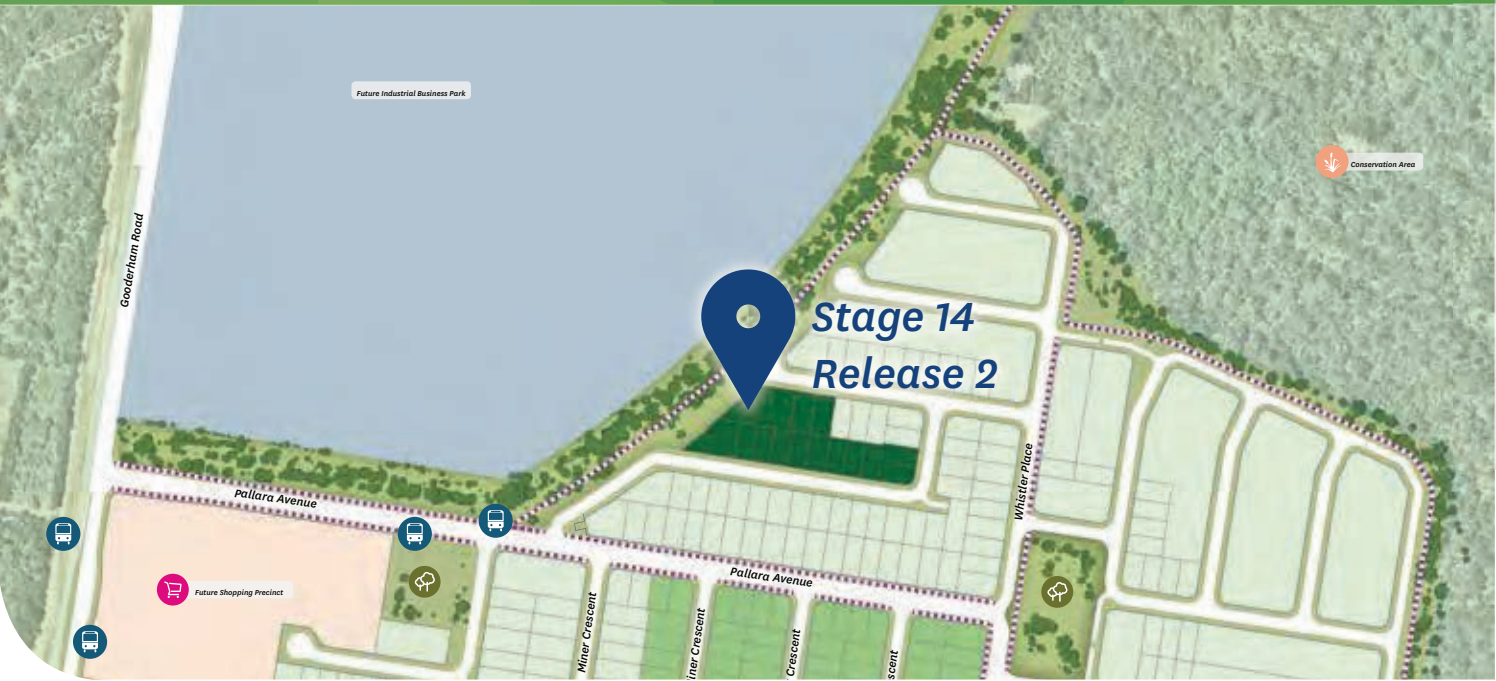 Future Industrial Business Park
Conservation Area
Gooderham Road
Stage 14
Release 2
Whistler Place
Pallara Avenue
Future Shopping Precinct
Pallara Avenue
Miner Crescent
iner Crescent
Crescent
scent